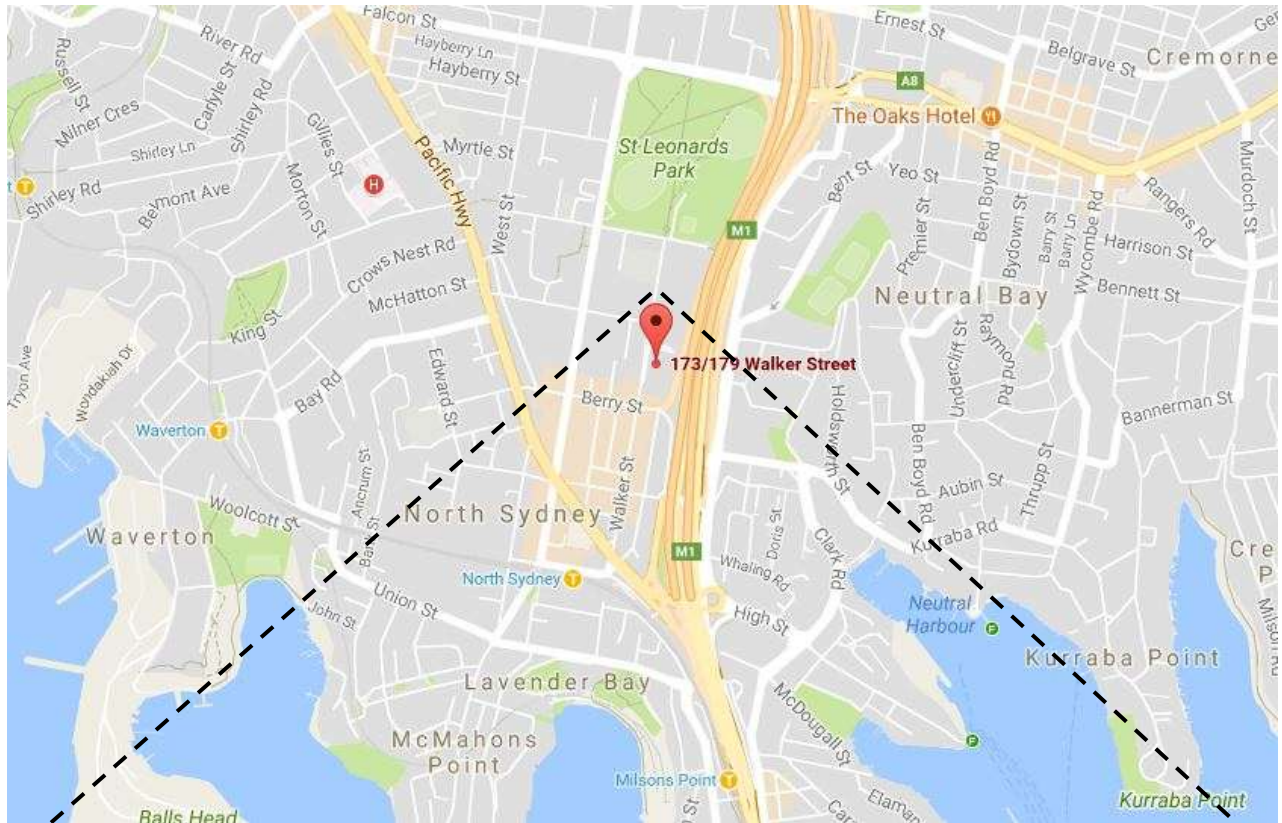 Falcon St
Ernest St
River Rd
Hayberry Ln
Hayberry St
Belgrave St
Cremorne
Russell St
Carlyle St
Shirley Rd
A8
The Oaks Hotel
Milner Cres
Gillies St
Pacific Hwy
Myrtle St
St Leonards
Park
Shirley Ln
H
Bent St
Yeo St
Ben Boyd Rd
Murdoch St
T
Shirley Rd
Morton St
West St
Premier St
Bydown St
Barry St
Barry Ln
Wycombe Rd
Rangers Rd
M1
Crows Nest Rd
Harrison St
McHatton St
Neutral Bay
Bennett St
King St
Tryon Ave
Wondakiah Dr
Edward St
173/179 Walker Street
Uppercliff St
Raymond Rd
Bay Rd
Berry St
Holdsworth St
Bannerman St
Waverton
T
Ancrum St
Walker St
Ben Boyd Rd
Aubin St
Thrupp St
Woolcott St
North Sydney
Doris St
Kurraba Rd
Waverton
Bank St
M1
Clark Rd
Whaling Rd
North Sydney
T
Union St
John St
High St
Neutral
Harbour
F
Kurraba Point
Milson Rd
Lavender Bay
McDougall St
McMahons
Point
F
Milsons Point
T
Kurraba Point
Balls Head